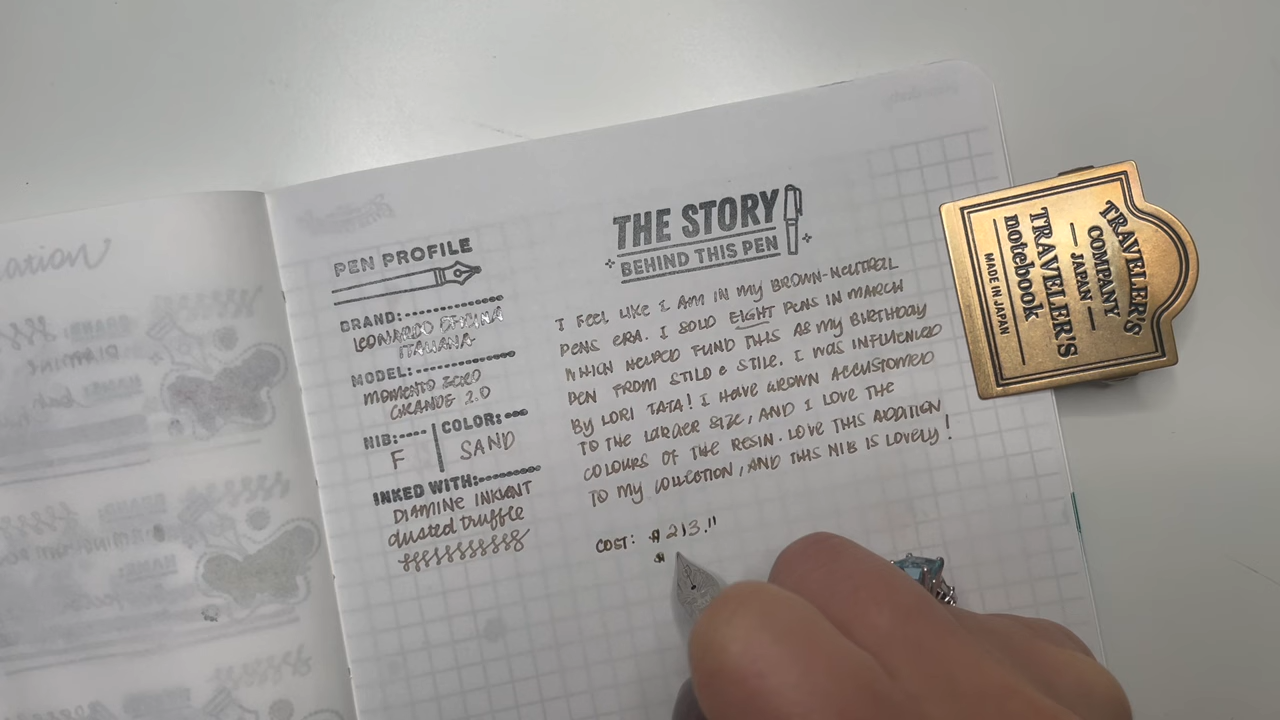 PEN PROFILE
BRAND:
LEONARDO OFFICINA
ITALIANA
MODEL:
MOMENTO ZERO
GRANDE 2.0
NIB:
F
COLOR:
SAND
INKED WITH:
DIAMINE INKVENT
dusted truffle
THE STORY
BEHIND THIS PEN
I FEEL LIKE I AM IN MY BROWN-NEUTRAL
PENS ERA. I SOLD EIGHT PENS IN MARCH
WHICH HELPED FUND THIS AS MY BIRTHDAY
PEN FROM STILO e STILE. I WAS INFLUENCED
BY LORI TATA! I HAVE GROWN ACCUSTOMED
TO THE LARGER SIZE, AND I LOVE THE
COLOURS OF THE RESIN. LOVE THIS ADDITION
TO MY COLLECTION, AND THIS NIB IS LOVELY!
COST: $213.11
TRAVELER'S
COMPANY
JAPAN
TRAVELER'S
notebook
MADE IN JAPAN